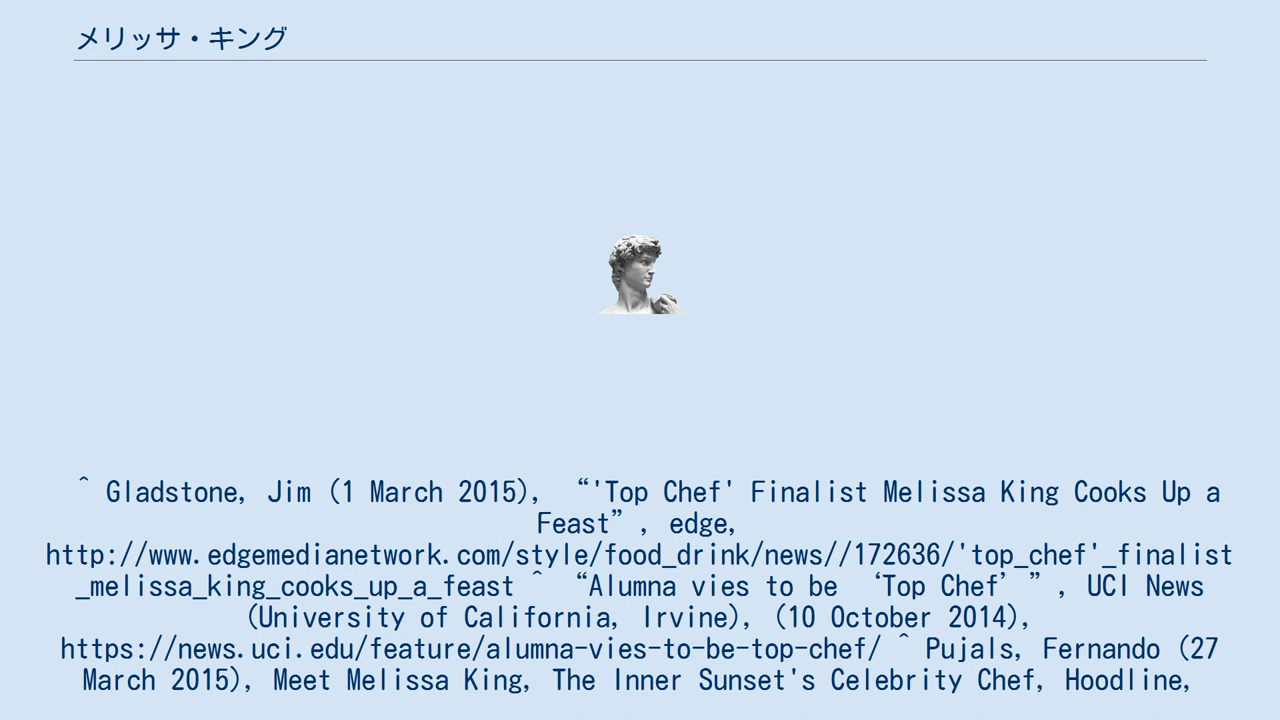 メリッサ・キング
^ Gladstone, Jim (1 March 2015), “'Top Chef' Finalist Melissa King Cooks Up a
Feast”, edge,
http://www.edgemedianetwork.com/style/food_drink/news//172636/'top_chef'_finalist
_melissa_king_cooks_up_a_feast ^ “Alumna vies to be ‘Top Chef’”, UCI News
(University of California, Irvine), (10 October 2014),
https://news.uci.edu/feature/alumna-vies-to-be-top-chef/ ^ Pujals, Fernando (27
March 2015), Meet Melissa King, The Inner Sunset's Celebrity Chef, Hoodline,